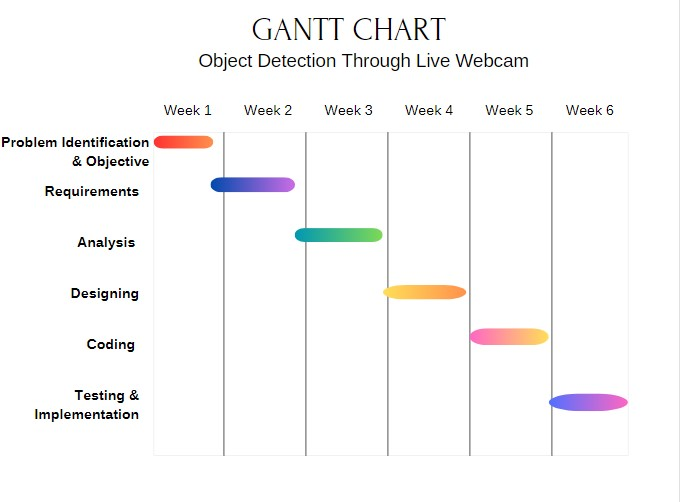 GANTT CHART
Object Detection Through Live Webcam
Week 1 Week 2 Week 3 Week 4 Week 5 Week 6
Problem Identification
& Objective
Requirements
Analysis
Designing
Coding
Testing &
Implementation